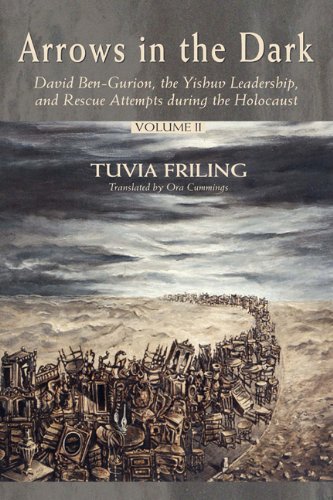 Arrows in the Dark
David Ben-Gurion, the Yishuv Leadership,
and Rescue Attempts during the Holocaust
VOLUME II
TUVIA FRILING
Translated by Ora Cummings